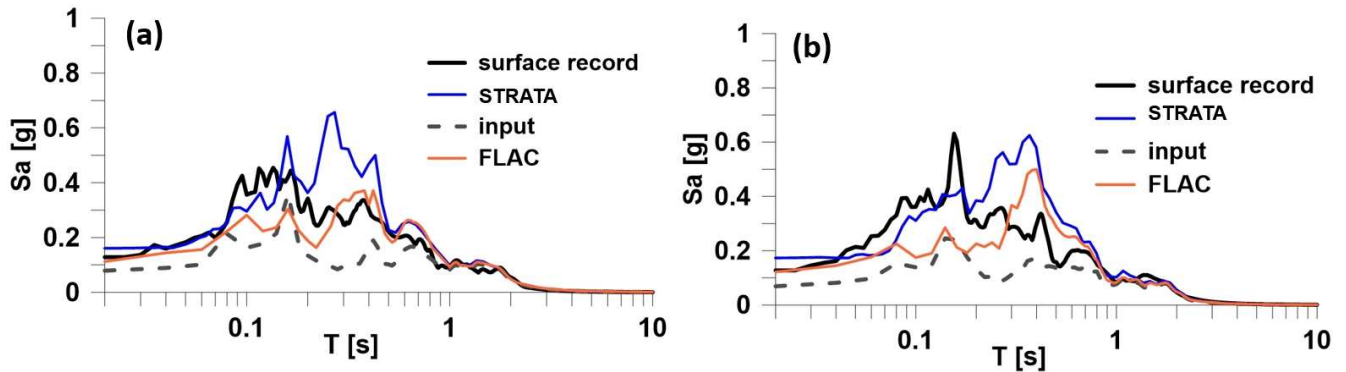 (a)
Sa [g]
1
0.8
0.6
0.4
0.2
0
surface record
STRATA
input
FLAC
0.1
1
10
T [s]
(b)
Sa [g]
1
0.8
0.6
0.4
0.2
0
surface record
STRATA
input
FLAC
0.1
1
10
T [s]